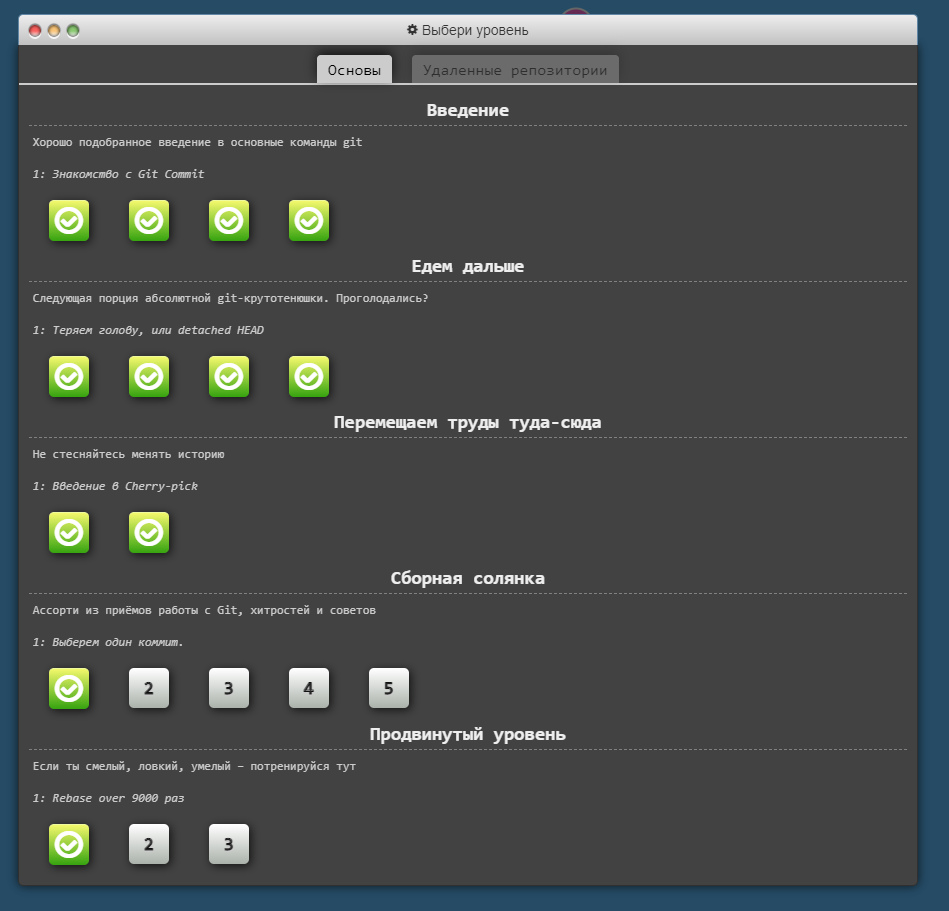 Выбери уровень
Основы Удаленные репозитории
Введение
Хорошо подобранное введение в основные команды git
1: Знакомство с Git Commit
Едем дальше
Следующая порция абсолютной git-крутотенюшки. Проголодались?
1: Теряем голову, или detached HEAD
Перемещаем труды туда-сюда
Не стесняйтесь менять историю
1: Введение в Cherry-pick
Сборная солянка
Ассорти из приёмов работы с Git, хитростей и советов
1: Выберем один коммит.
2 3 4 5
Продвинутый уровень
Если ты смелый, ловкий, умелый – потренируйся тут
1: Rebase over 9000 раз
2 3